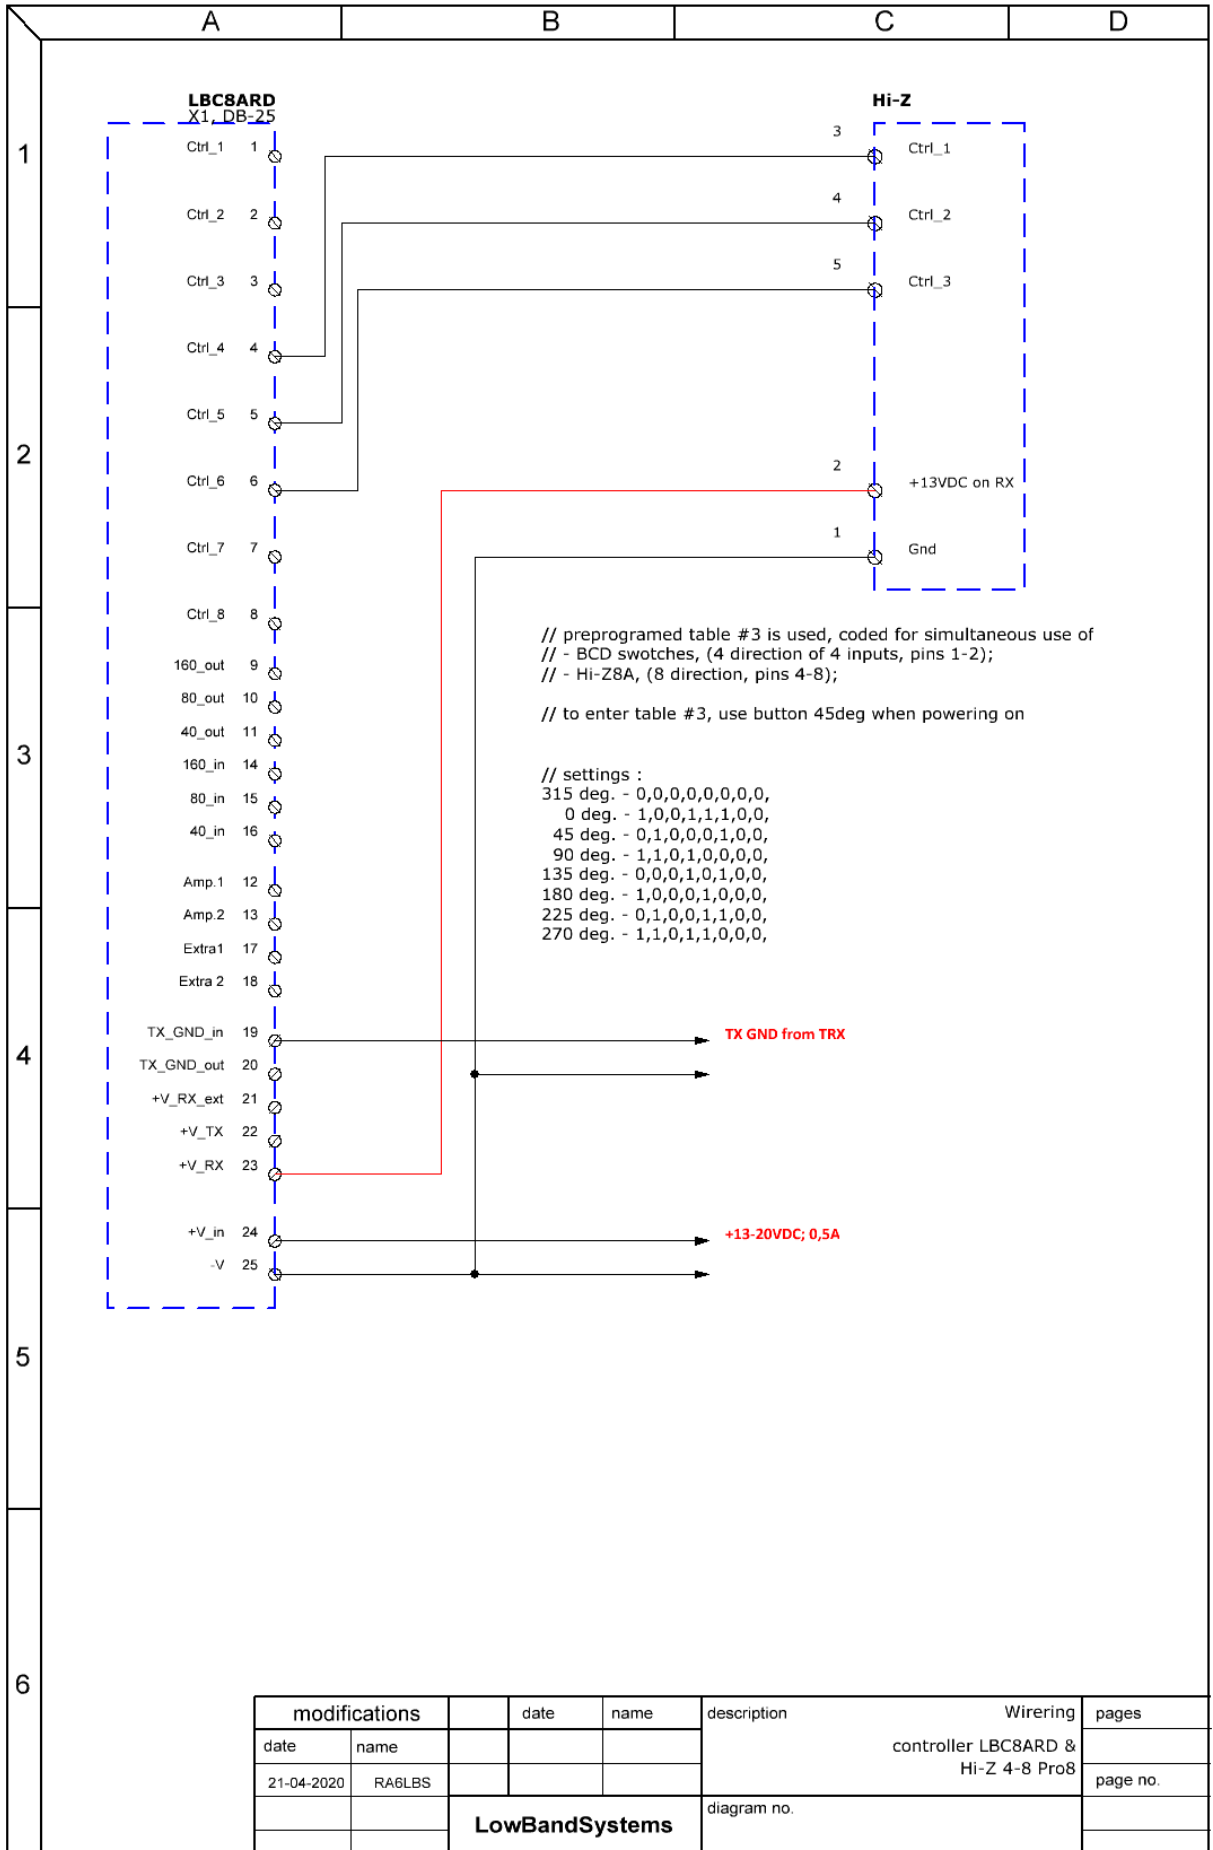 A B C D
1
2
3
4
5
6
LBC8ARD
X1, DB-25
Ctrl_1 1
Ctrl_2 2
Ctrl_3 3
Ctrl_4 4
Ctrl_5 5
Ctrl_6 6
Ctrl_7 7
Ctrl_8 8
160_out 9
80_out 10
40_out 11
160_in 14
80_in 15
40_in 16
Amp.1 12
Amp.2 13
Extra1 17
Extra 2 18
TX_GND_in 19
TX_GND_out 20
+V_RX_ext 21
+V_TX 22
+V_RX 23
+V_in 24
-V 25
Hi-Z
3 Ctrl_1
4 Ctrl_2
5 Ctrl_3
2 +13VDC on RX
1 Gnd
// preprogramed table #3 is used, coded for simultaneous use of
// - BCD swotches, (4 direction of 4 inputs, pins 1-2);
// - Hi-Z8A, (8 direction, pins 4-8);
// to enter table #3, use button 45deg when powering on
// settings :
315 deg. - 0,0,0,0,0,0,0,0,
0 deg. - 1,0,0,1,1,1,0,0,
45 deg. - 0,1,0,0,0,1,0,0,
90 deg. - 1,1,0,1,0,0,0,0,
135 deg. - 0,0,0,1,0,1,0,0,
180 deg. - 1,0,0,0,1,0,0,0,
225 deg. - 0,1,0,0,1,1,0,0,
270 deg. - 1,1,0,1,1,0,0,0,
TX GND from TRX
+13-20VDC; 0,5A
modifications date name description Wirering pages
date name controller LBC8ARD &
21-04-2020 RA6LBS Hi-Z 4-8 Pro8 page no.
LowBandSystems diagram no.